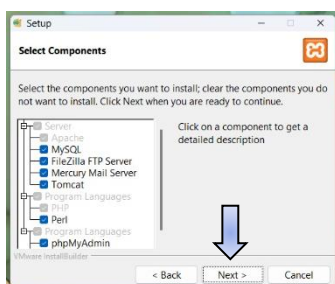 Setup
Select Components
Select the components you want to install; clear the components you do
not want to install. Click Next when you are ready to continue.
Server
Apache
MySQL
FileZilla FTP Server
Mercury Mail Server
Tomcat
Program Languages
PHP
Perl
Program Languages
phpMyAdmin
Click on a component to get a
detailed description
VMware InstallBuilder
< Back
Next >
Cancel